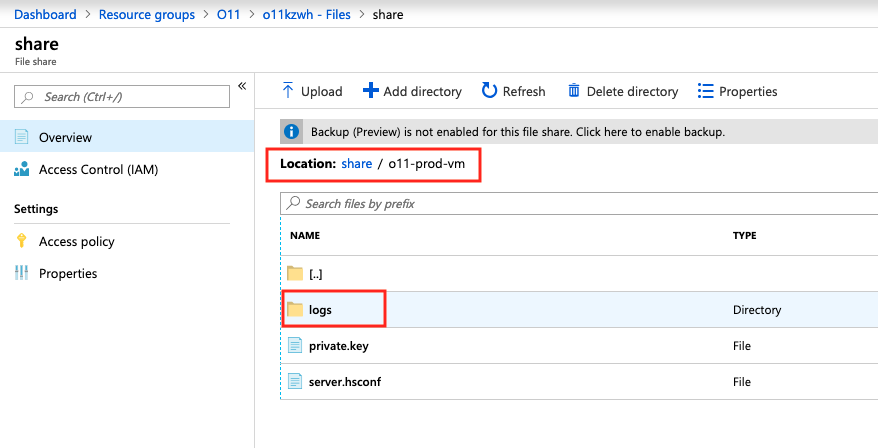 Dashboard > Resource groups > O11 > o11kzwh - Files > share
share
File share
Search (Ctrl+/)
«
Overview
Access Control (IAM)
Settings
Access policy
Properties
Upload Add directory Refresh Delete directory Properties
Backup (Preview) is not enabled for this file share. Click here to enable backup.
Location: share / o11-prod-vm
Search files by prefix
NAME TYPE
[..]
logs Directory
private.key File
server.hsconf File